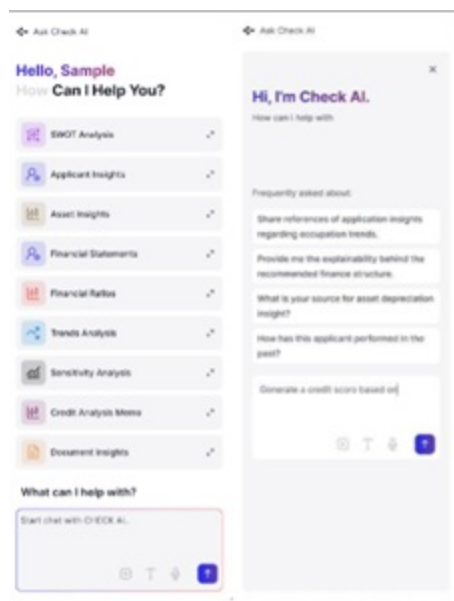 Ask Check AI
Hello, Sample
How Can I Help You?
SWOT Analysis
Applicant Insights
Asset Insights
Financial Statements
Financial Ratios
Trends Analysis
Sensitivity Analysis
Credit Analysis Memo
Document Insights
What can I help with?
Start chat with CHECK AI..
Ask Check AI
Hi, I'm Check AI.
How can I help with
Frequently asked about:
Share references of application insights
regarding occupation trends.
Provide me the explainability behind the
recommended finance structure.
What is your source for asset depreciation
insight?
How has this applicant performed in the
past?
Generate a credit score based on